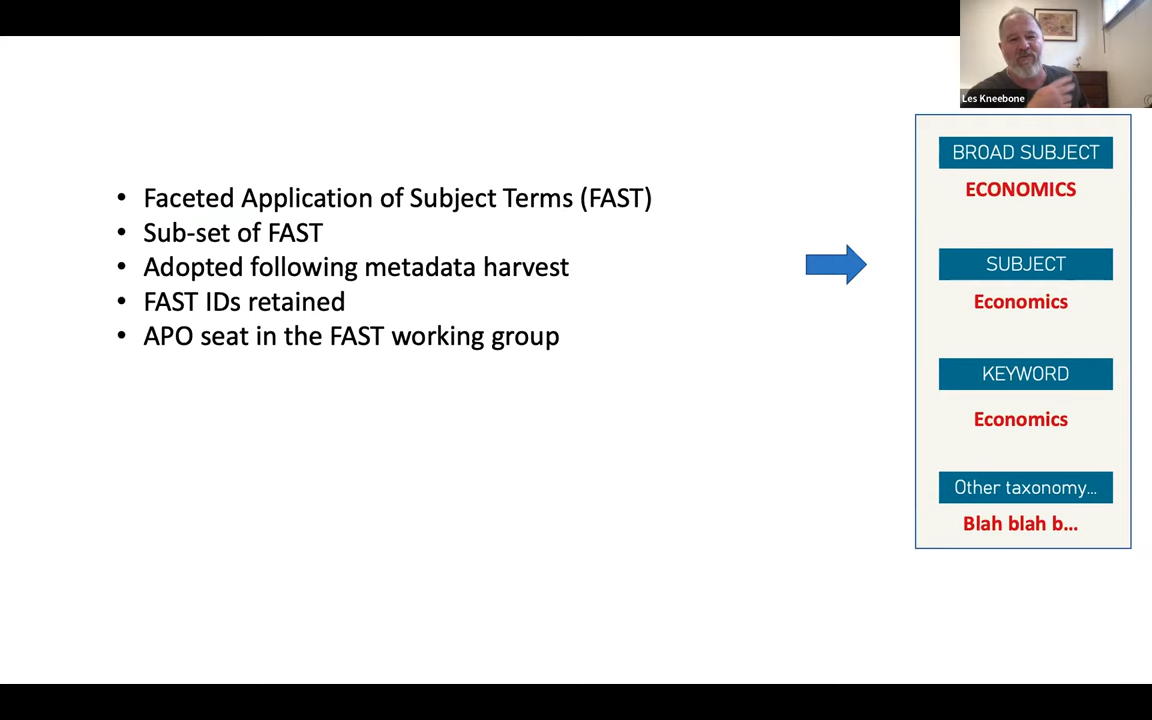 Les Kneebone
• Faceted Application of Subject Terms (FAST)
• Sub-set of FAST
• Adopted following metadata harvest
• FAST IDs retained
• APO seat in the FAST working group
BROAD SUBJECT
ECONOMICS
SUBJECT
Economics
KEYWORD
Economics
Other taxonomy...
Blah blah b...